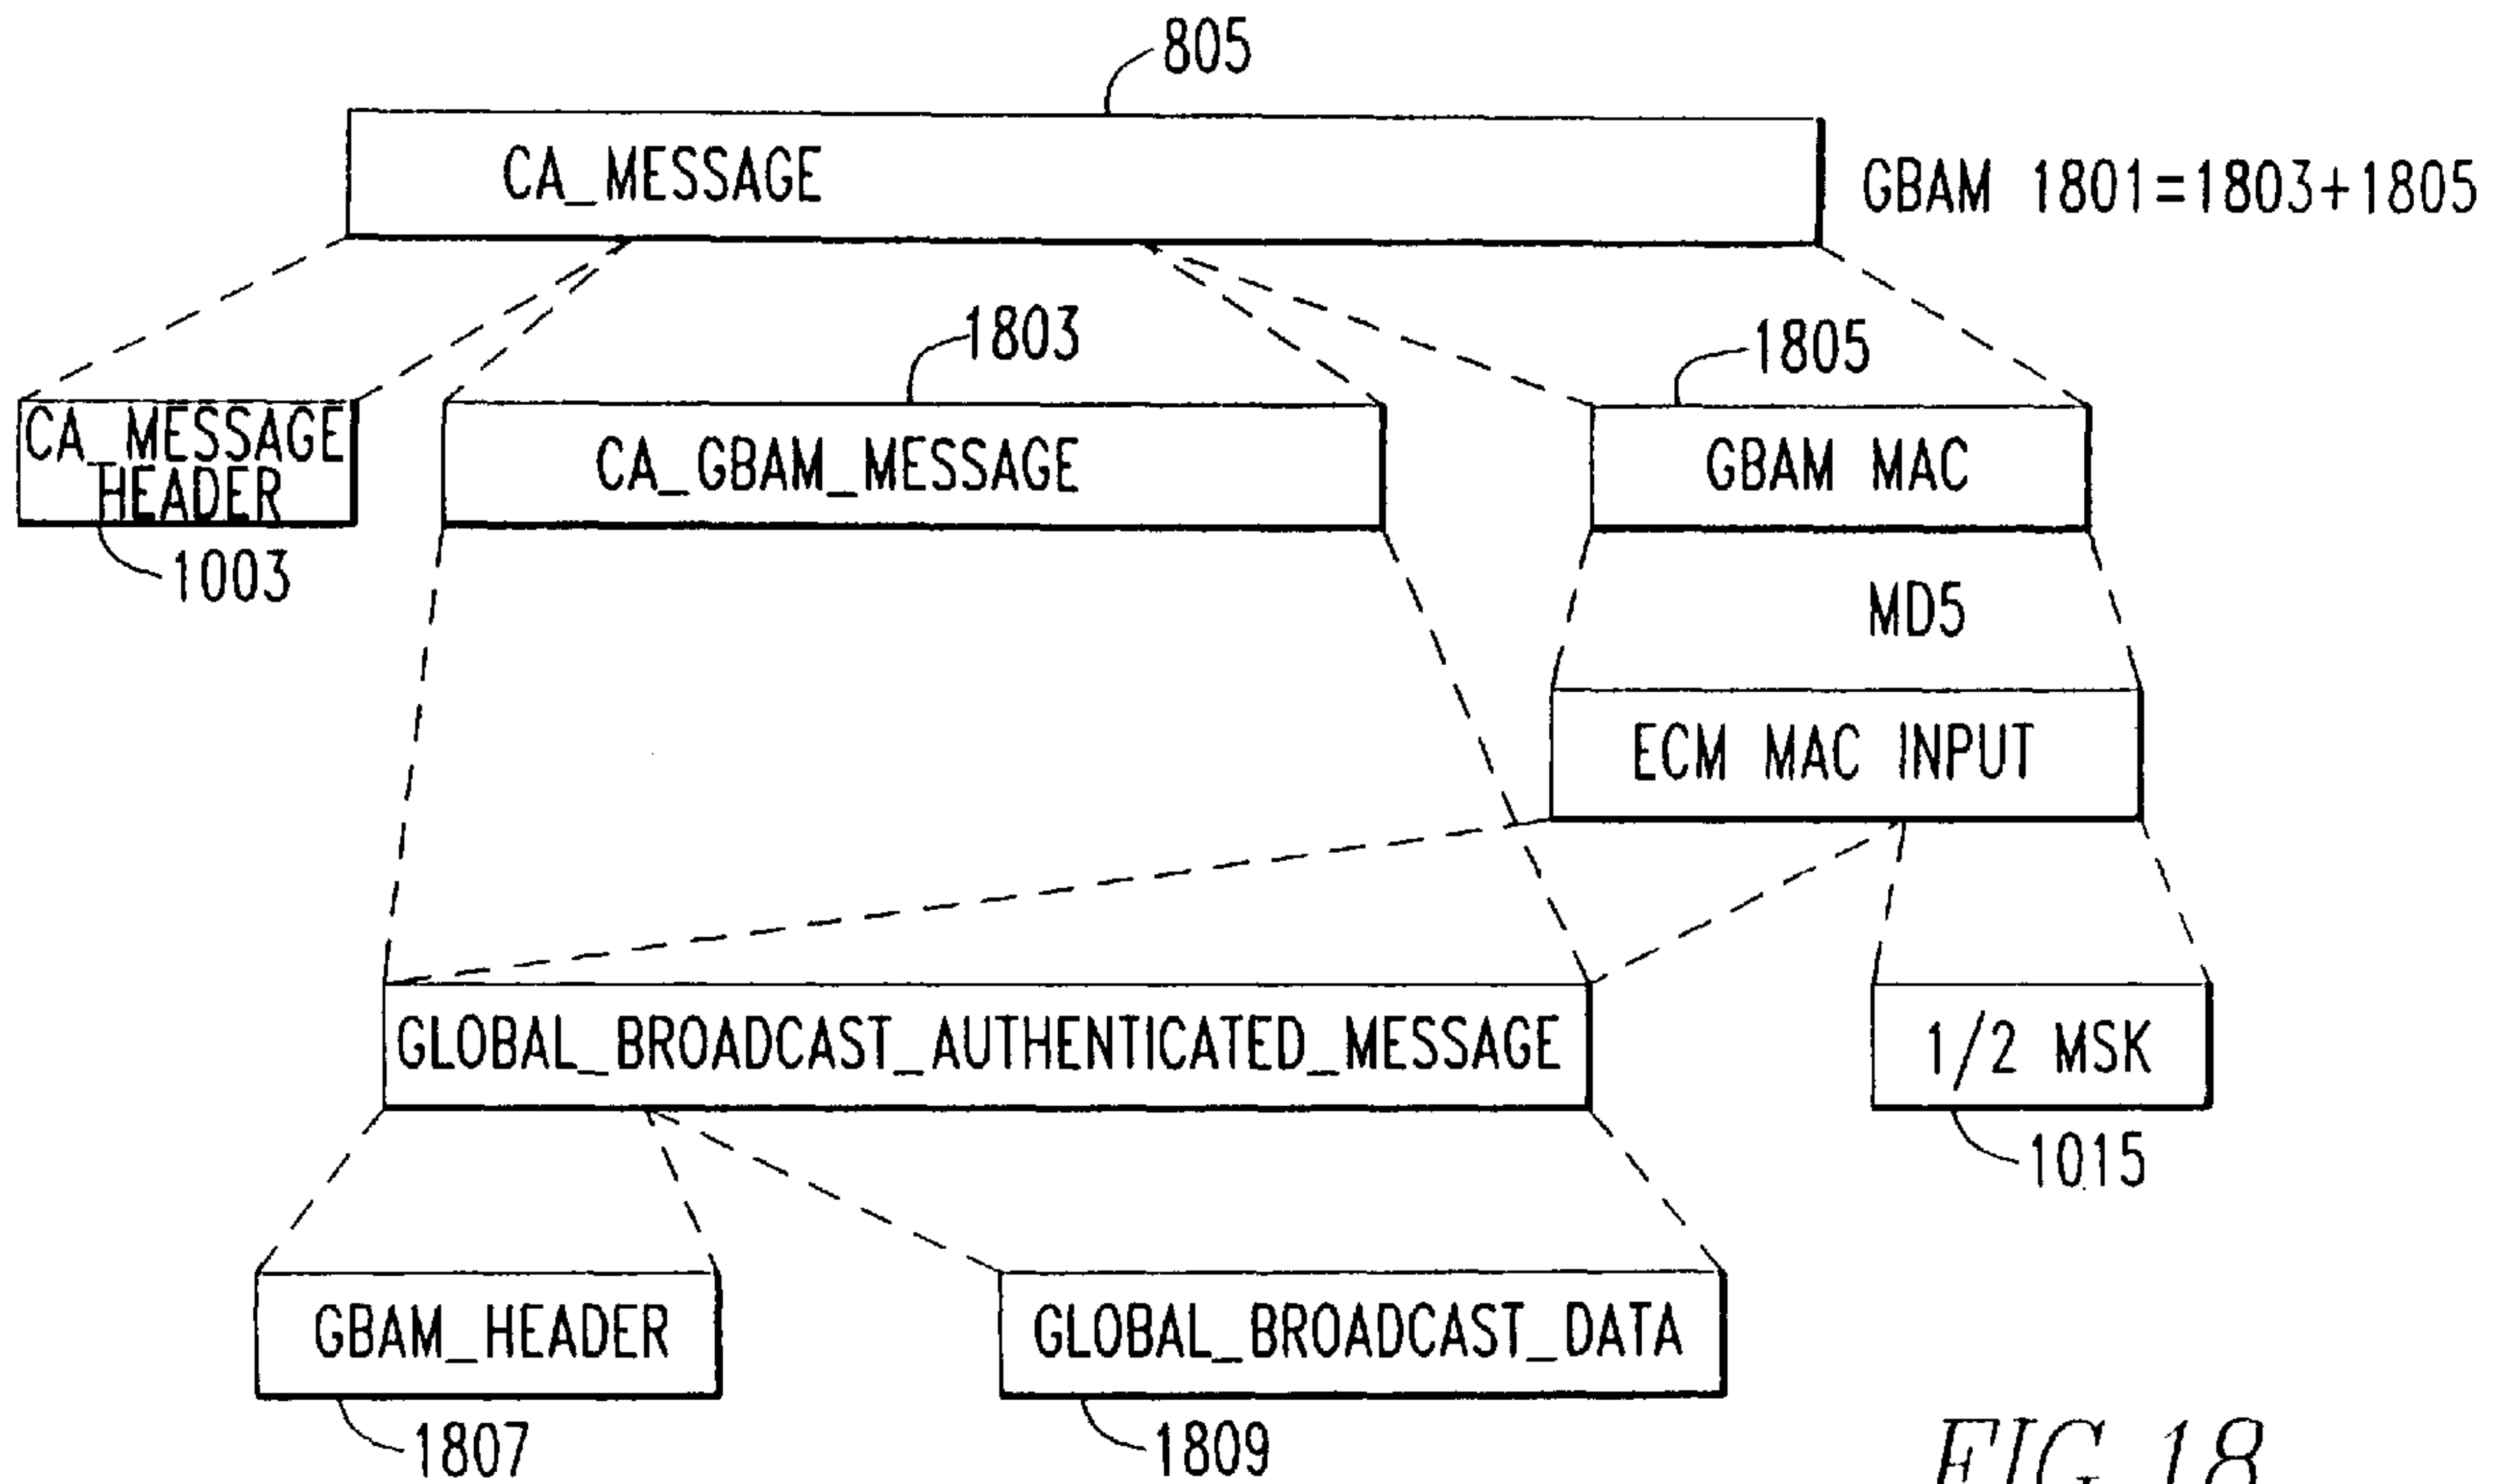 805
CA_MESSAGE
GBAM 1801=1803+1805
1803
1805
CA_MESSAGE
HEADER
CA_GBAM_MESSAGE
GBAM MAC
1003
MD5
ECM MAC INPUT
GLOBAL_BROADCAST_AUTHENTICATED_MESSAGE
1/2 MSK
1015
GBAM_HEADER
GLOBAL_BROADCAST_DATA
1807
1809
FIG.18